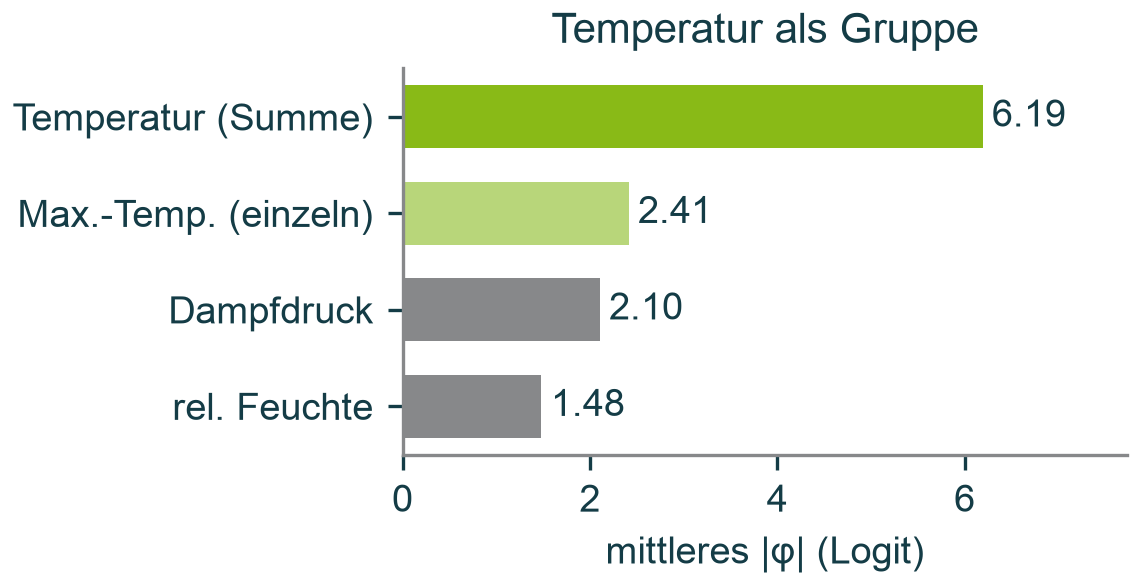 Temperatur als Gruppe
Temperatur (Summe)
6.19
Max.-Temp. (einzeln)
2.41
Dampfdruck
2.10
rel. Feuchte
1.48
0 2 4 6
mittleres |φ| (Logit)